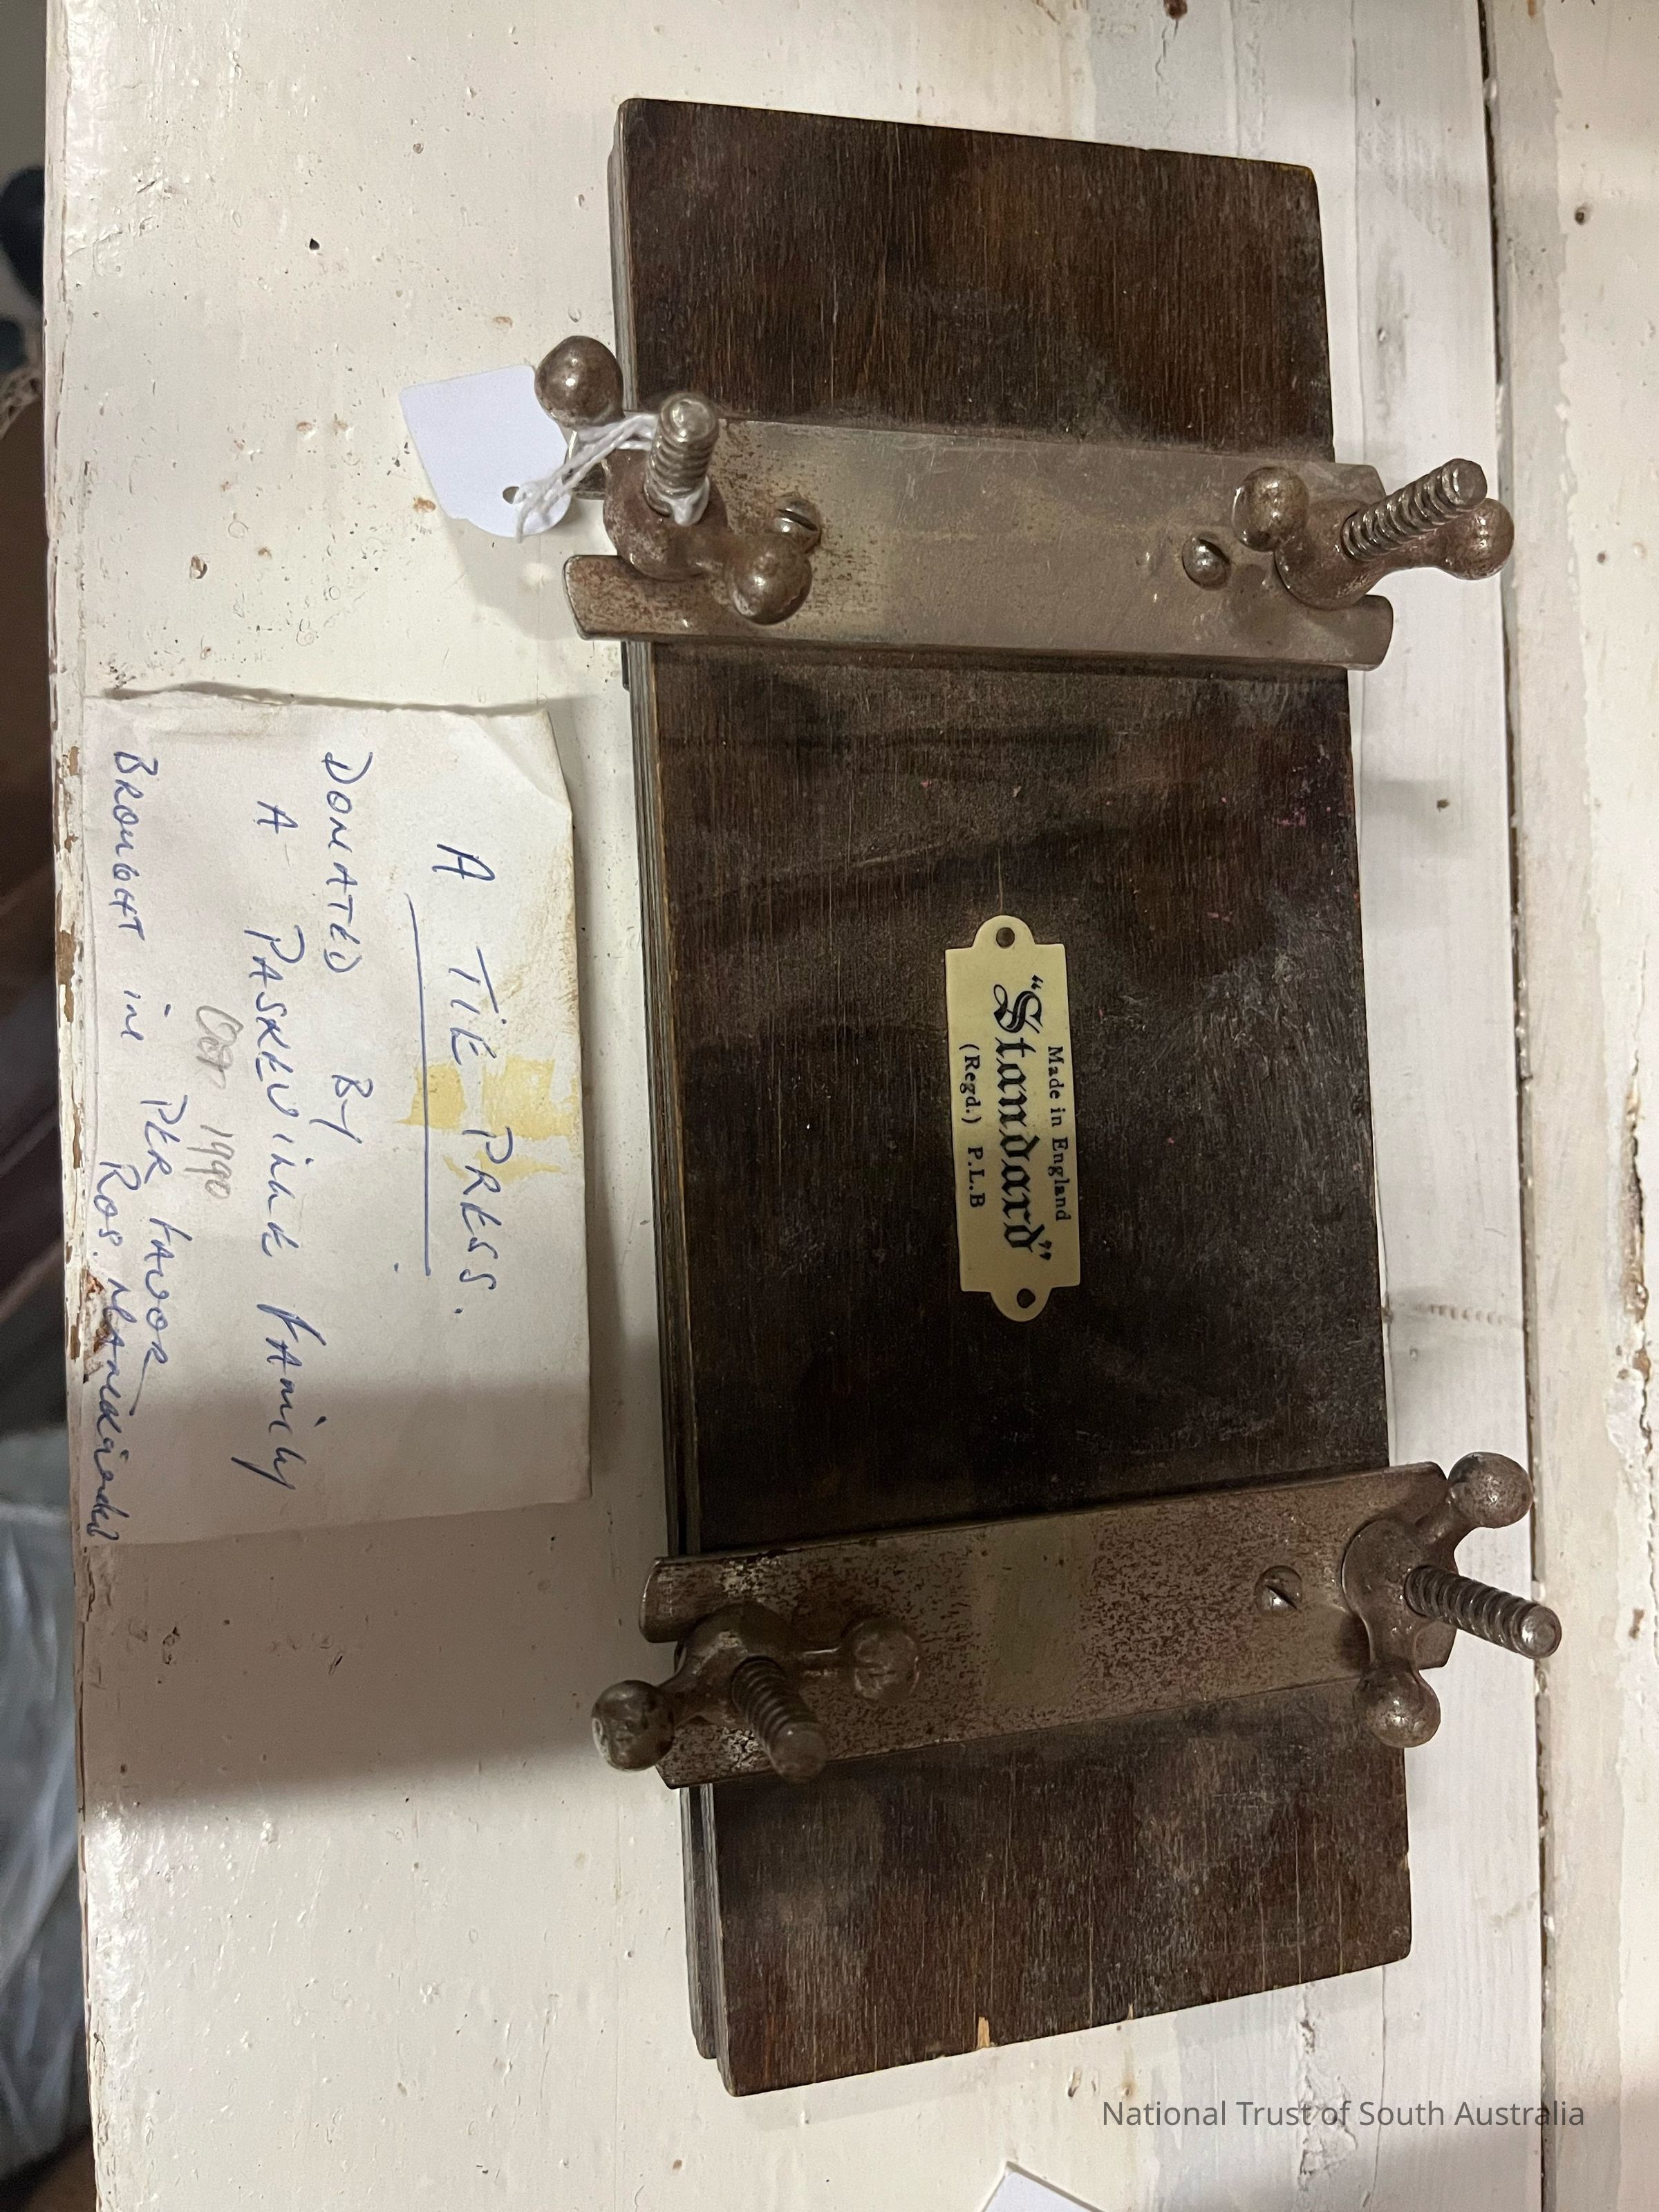 Made in England
“Standard”
(Regd.) P.L.B
A TIE PRESS.
DONATED BY
A PASKEVILLE FAMILY
OCT 1990
BROUGHT IN PER FAVOR
ROS.
National Trust of South Australia